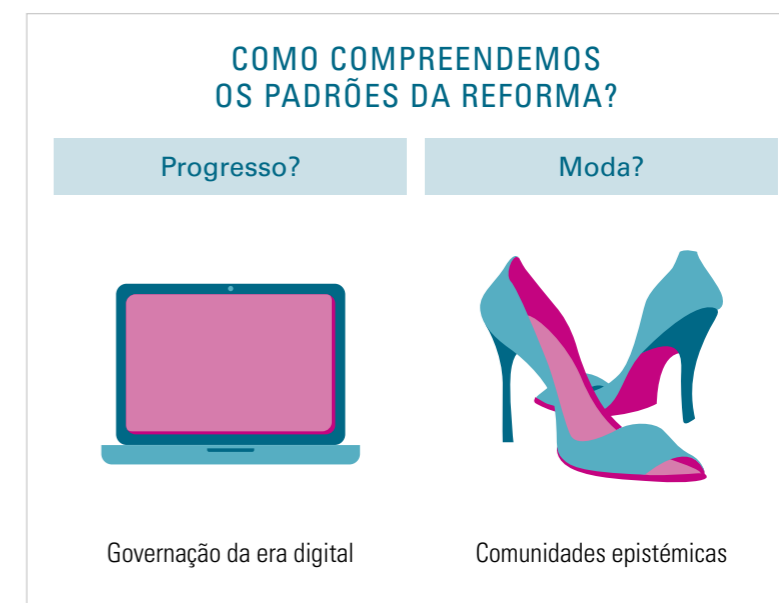 COMO COMPREENDEMOS
OS PADRÕES DA REFORMA?
Progresso?
Moda?
Governação da era digital
Comunidades epistémicas